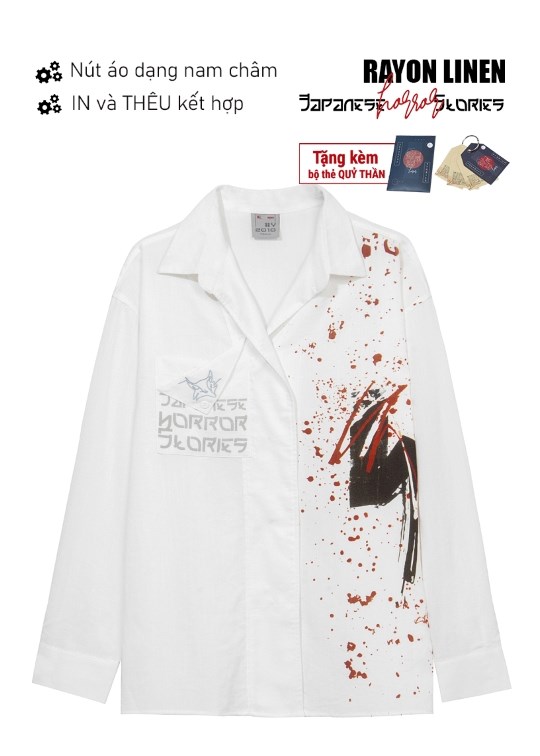 Nút áo dạng nam châm
IN và THÊU kết hợp
RAYON LINEN
JAPANESE horror STORIES
Tặng kèm
bộ thẻ QUỶ THẦN
JAPANESE
HORROR
STORIES